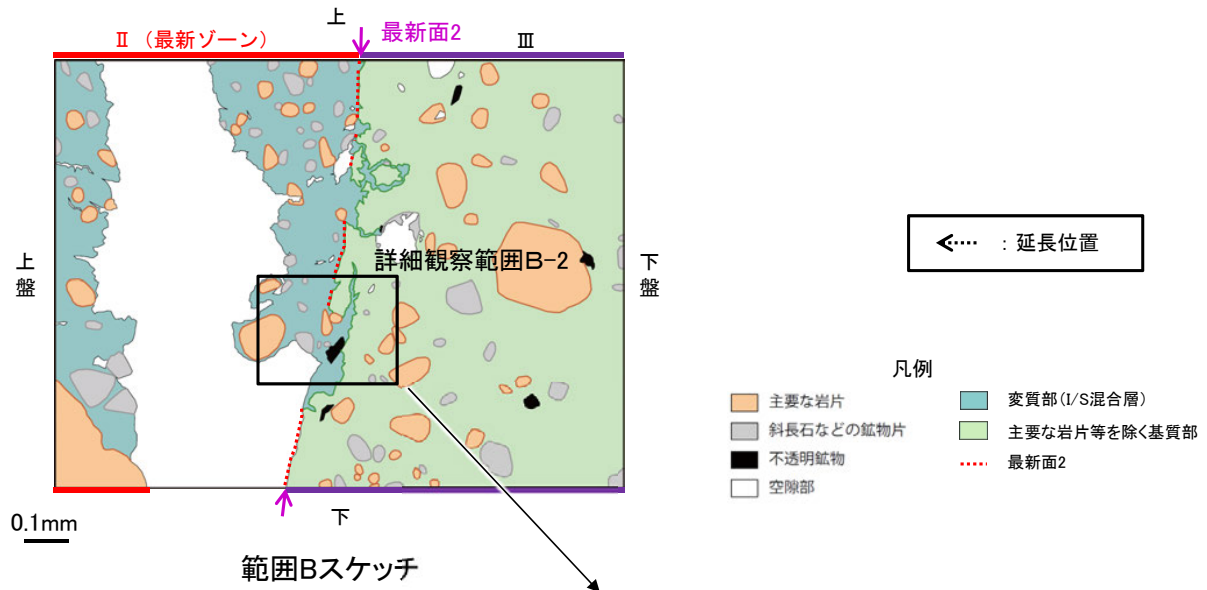 上
Ⅱ（最新ゾーン）
最新面2
Ⅲ
上盤
詳細観察範囲B-2
下盤
下
0.1mm
範囲Bスケッチ
：延長位置
凡例
主要な岩片
斜長石などの鉱物片
不透明鉱物
空隙部
変質部(I/S混合層)
主要な岩片等を除く基質部
最新面2